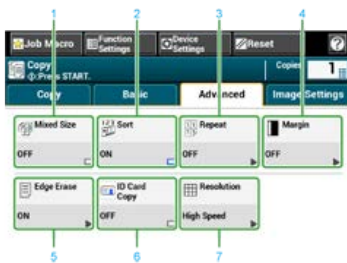 1 2 3 4
Job Macro Function Settings Device Settings Reset ?
Copy Copies 1
:Press START.
Copy Basic Advanced Image Settings
Mixed Size 123 Sort Repeat Margin
OFF ON OFF OFF
Edge Erase ID Card Copy Resolution
ON OFF High Speed
5 6 7